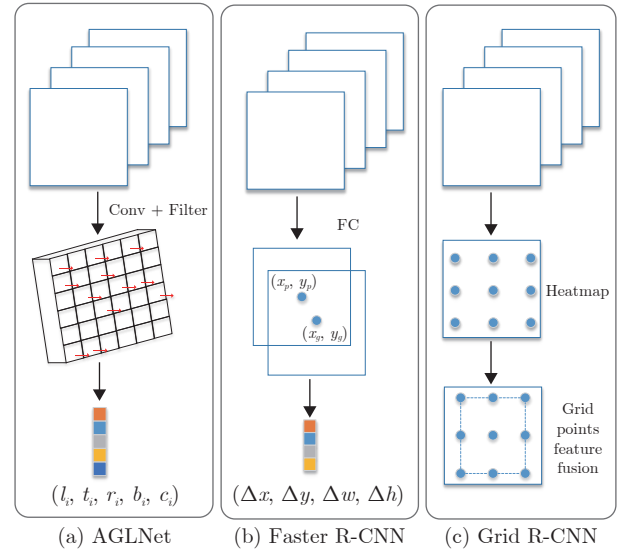 Conv + Filter
(l_i, t_i, r_i, b_i, c_i)
(a) AGLNet
FC
(x_p, y_p)
(x_g, y_g)
(Δx, Δy, Δw, Δh)
(b) Faster R-CNN
Heatmap
Grid
points
feature
fusion
(c) Grid R-CNN